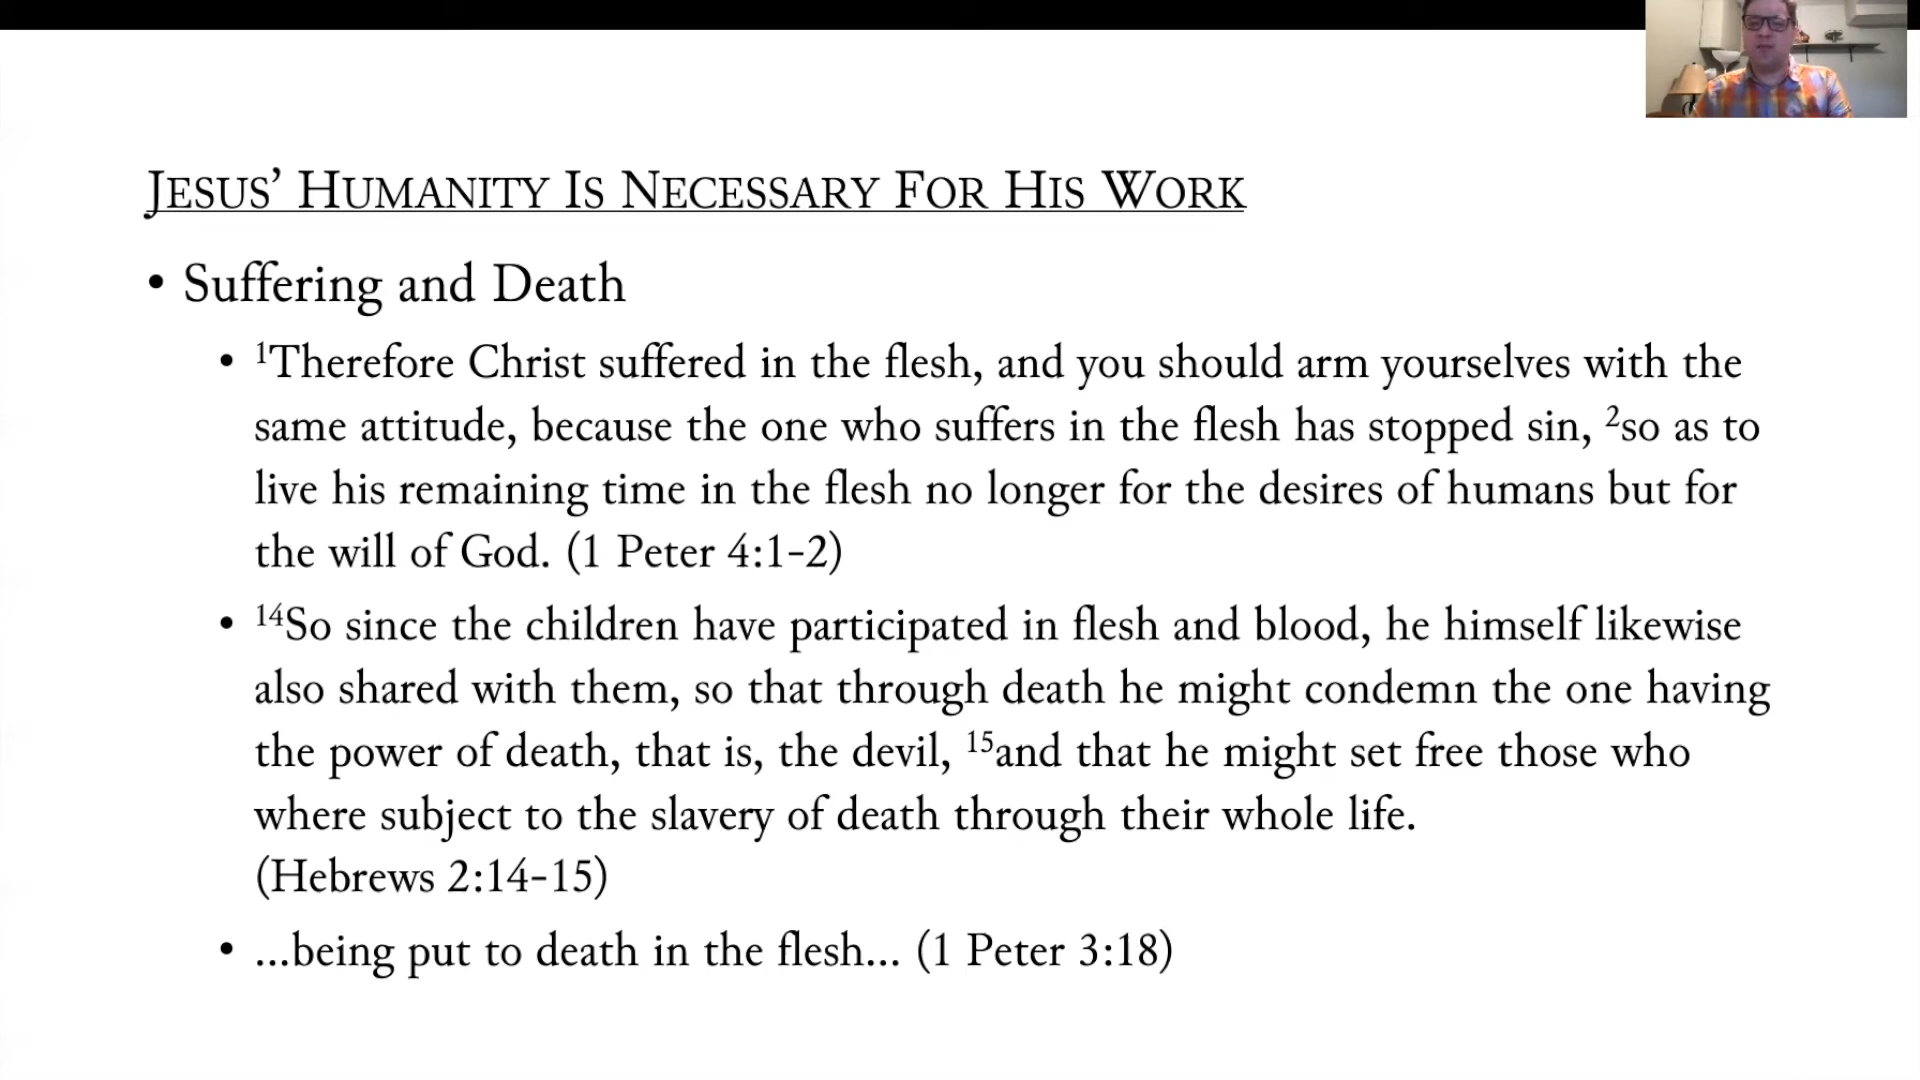 JESUS’ HUMANITY IS NECESSARY FOR HIS WORK
• Suffering and Death
• ¹Therefore Christ suffered in the flesh, and you should arm yourselves with the
same attitude, because the one who suffers in the flesh has stopped sin, ²so as to
live his remaining time in the flesh no longer for the desires of humans but for
the will of God. (1 Peter 4:1-2)
• ¹⁴So since the children have participated in flesh and blood, he himself likewise
also shared with them, so that through death he might condemn the one having
the power of death, that is, the devil, ¹⁵and that he might set free those who
where subject to the slavery of death through their whole life.
(Hebrews 2:14-15)
• ...being put to death in the flesh... (1 Peter 3:18)